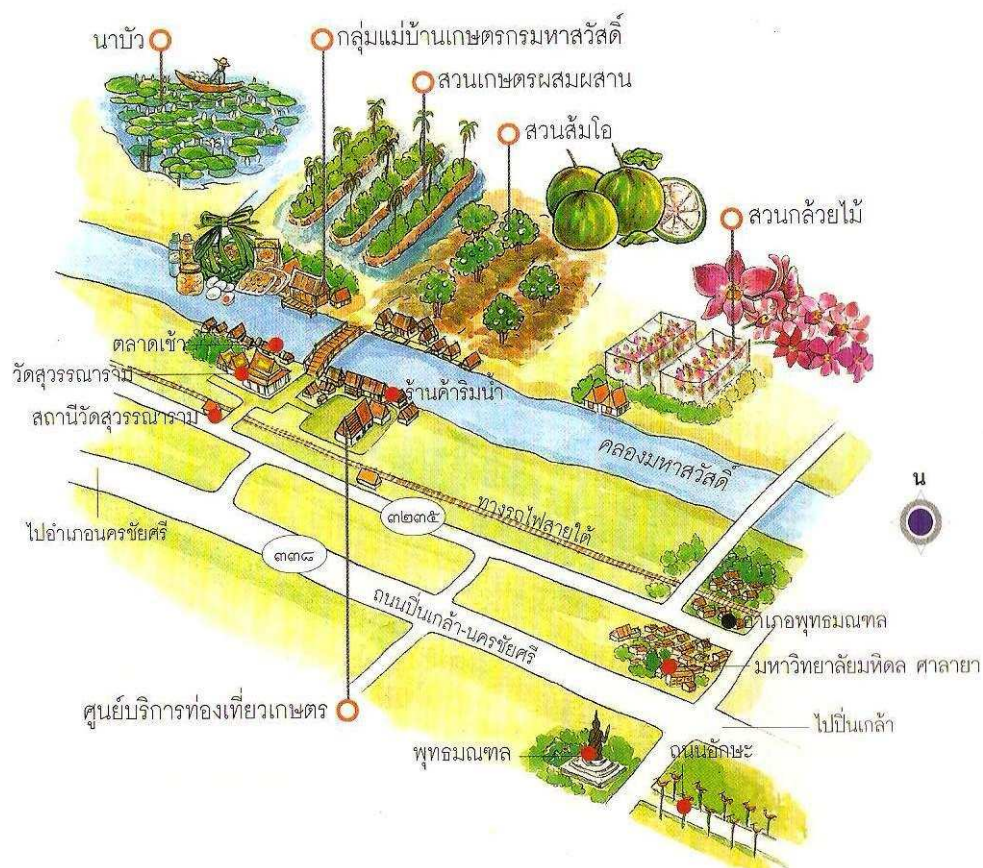 นาบัว
กลุ่มแม่บ้านเกษตรกรมหาสวัสดิ์
สวนเกษตรผสมผสาน
สวนส้มโอ
สวนกล้วยไม้
ตลาดเช้า
วัดสุวรรณาราม
ร้านค้าริมน้ำ
สถานีวัดสุวรรณาราม
คลองมหาสวัสดิ์
น
ทางรถไฟสายใต้
๓๒๓๕
ไปอำเภอนครชัยศรี
๓๓๘
ถนนปิ่นเกล้า-นครชัยศรี
อำเภอพุทธมณฑล
มหาวิทยาลัยมหิดล ศาลายา
ศูนย์บริการท่องเที่ยวเกษตร
ไปปิ่นเกล้า
พุทธมณฑล
ถนนอักษะ